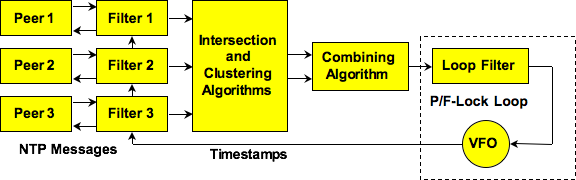 Peer 1
Filter 1
Peer 2
Filter 2
Peer 3
Filter 3
NTP Messages
Intersection
and
Clustering
Algorithms
Combining
Algorithm
Loop Filter
P/F-Lock Loop
VFO
Timestamps